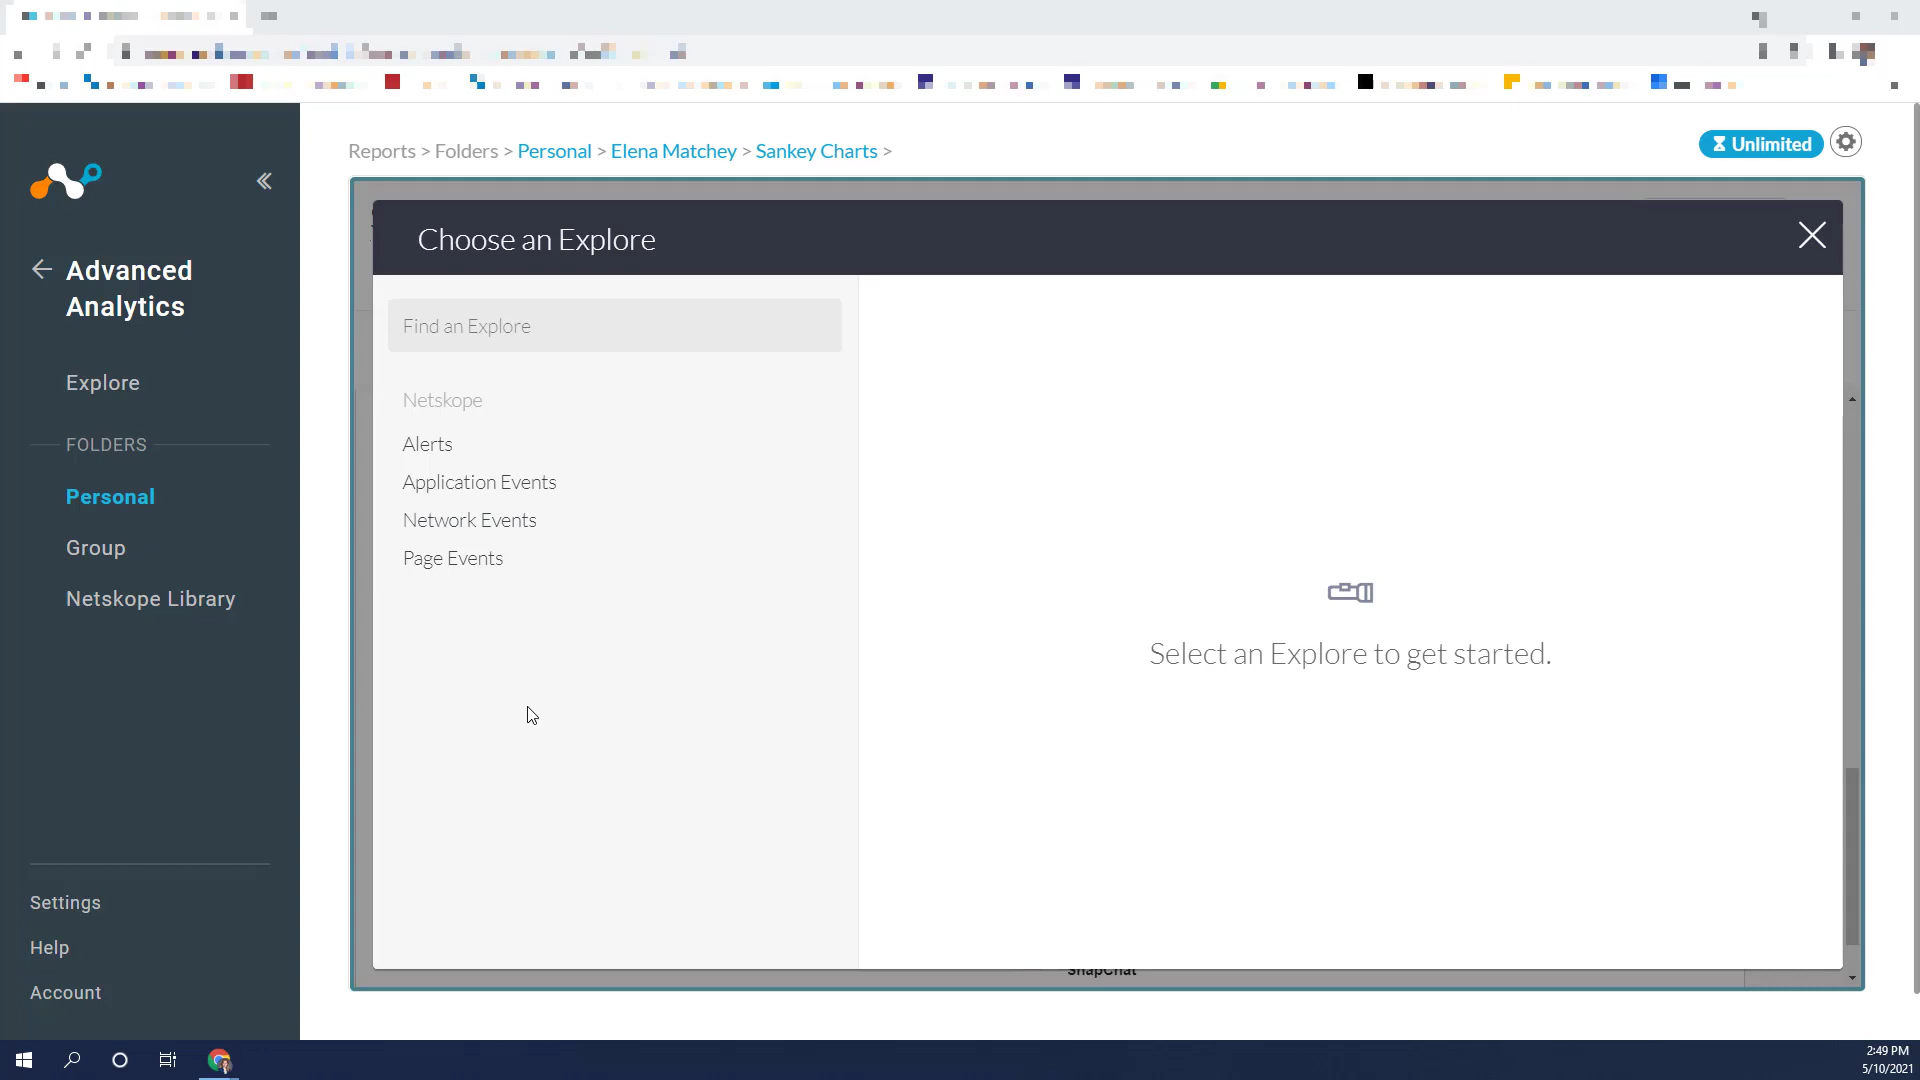 Reports > Folders > Personal > Elena Matchey > Sankey Charts >
Unlimited
Advanced
Analytics
Explore
FOLDERS
Personal
Group
Netskope Library
Settings
Help
Account
Choose an Explore
Find an Explore
Netskope
Alerts
Application Events
Network Events
Page Events
Select an Explore to get started.
SnapChat
2:49 PM
5/10/2021